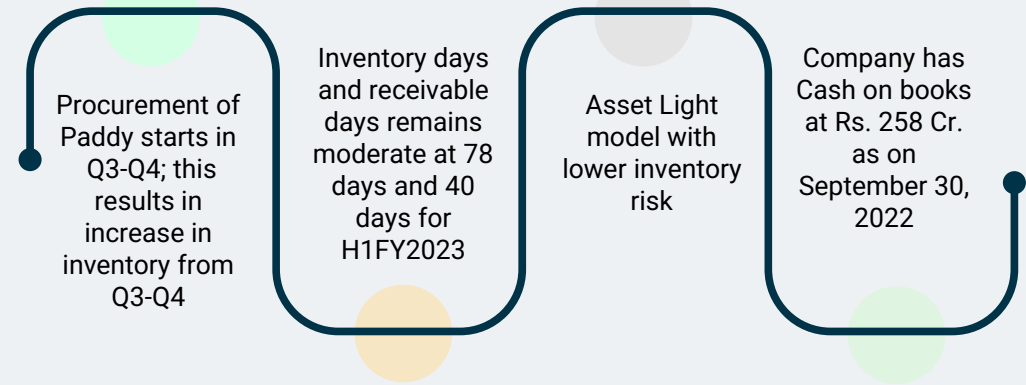 Procurement of
Paddy starts in
Q3-Q4; this
results in
increase in
inventory from
Q3-Q4
Inventory days
and receivable
days remains
moderate at 78
days and 40
days for
H1FY2023
Asset Light
model with
lower inventory
risk
Company has
Cash on books
at Rs. 258 Cr.
as on
September 30,
2022